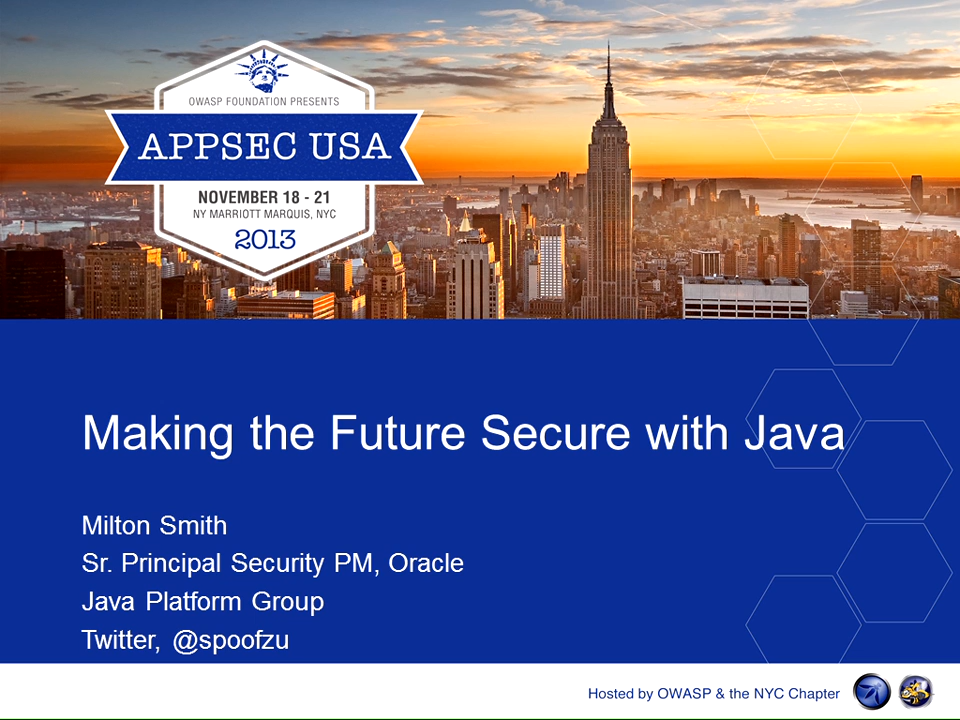 OWASP FOUNDATION PRESENTS
APPSEC USA
NOVEMBER 18 - 21
NY MARRIOTT MARQUIS, NYC
2013
Making the Future Secure with Java
Milton Smith
Sr. Principal Security PM, Oracle
Java Platform Group
Twitter, @spoofzu
Hosted by OWASP & the NYC Chapter